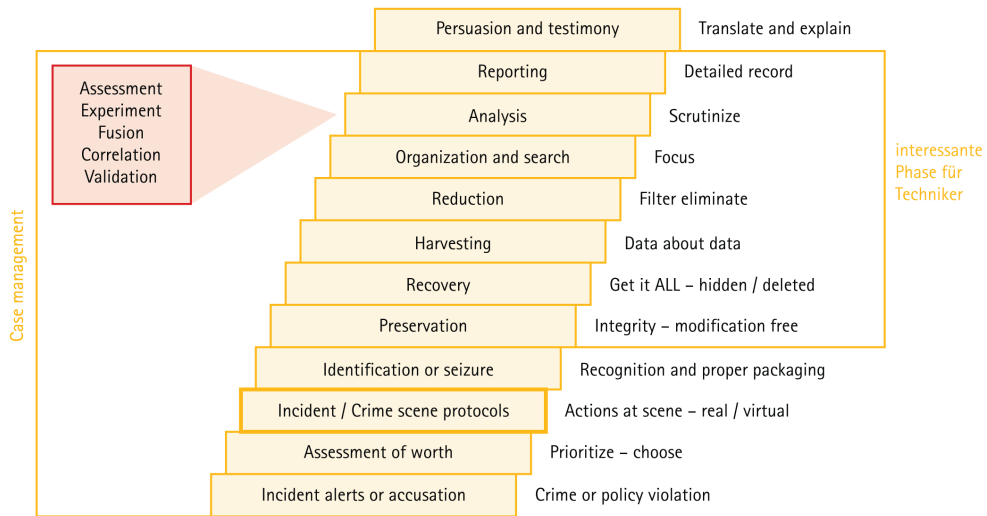 Persuasion and testimony Translate and explain
Reporting Detailed record
Assessment
Experiment
Fusion
Correlation
Validation
Analysis Scrutinize
Organization and search Focus
interessante
Phase für
Techniker
Reduction Filter eliminate
Harvesting Data about data
Case management
Recovery Get it ALL – hidden / deleted
Preservation Integrity – modification free
Identification or seizure Recognition and proper packaging
Incident / Crime scene protocols Actions at scene – real / virtual
Assessment of worth Prioritize – choose
Incident alerts or accusation Crime or policy violation